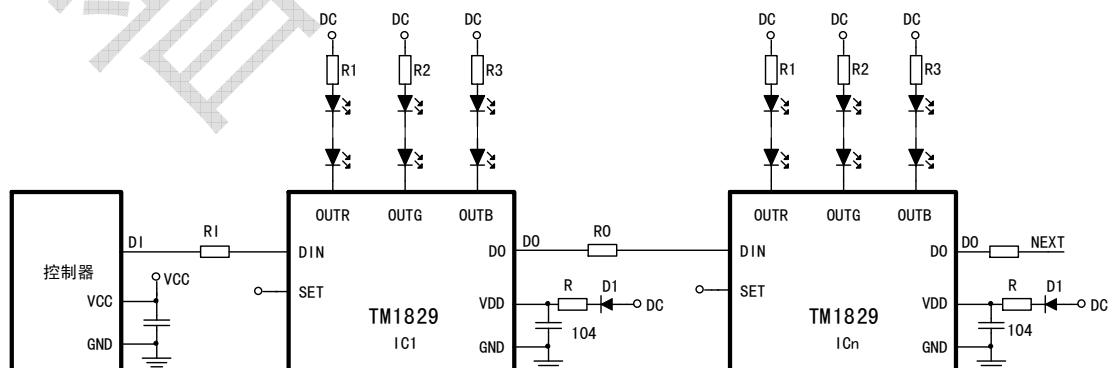 DC DC DC DC DC DC
R1 R2 R3 R1 R2 R3
OUTR OUTG OUTB OUTR OUTG OUTB
DI RI DIN DO DO RO DIN DO DO NEXT
控制器 VCC SET R D1 SET R D1
VCC TM1829 VDD DC TM1829 VDD DC
IC1 104 ICn 104
GND GND GND